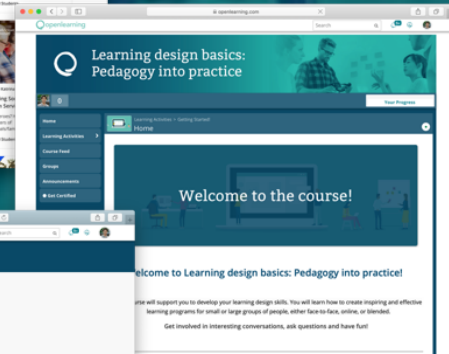 Students
openlearning.com
openlearning
Search
Learning design basics:
Pedagogy into practice
0
Your Progress
Home
Learning Activities
Course Feed
Groups
Announcements
Get Certified
Learning Activities > Getting Started
Home
Welcome to the course!
elcome to Learning design basics: Pedagogy into practice!
urse will support you to develop your learning design skills. You will learn how to create inspiring and effective
learning programs for small or large groups of people, either face-to-face, online, or blended.
Get involved in interesting conversations, ask questions and have fun!
earch